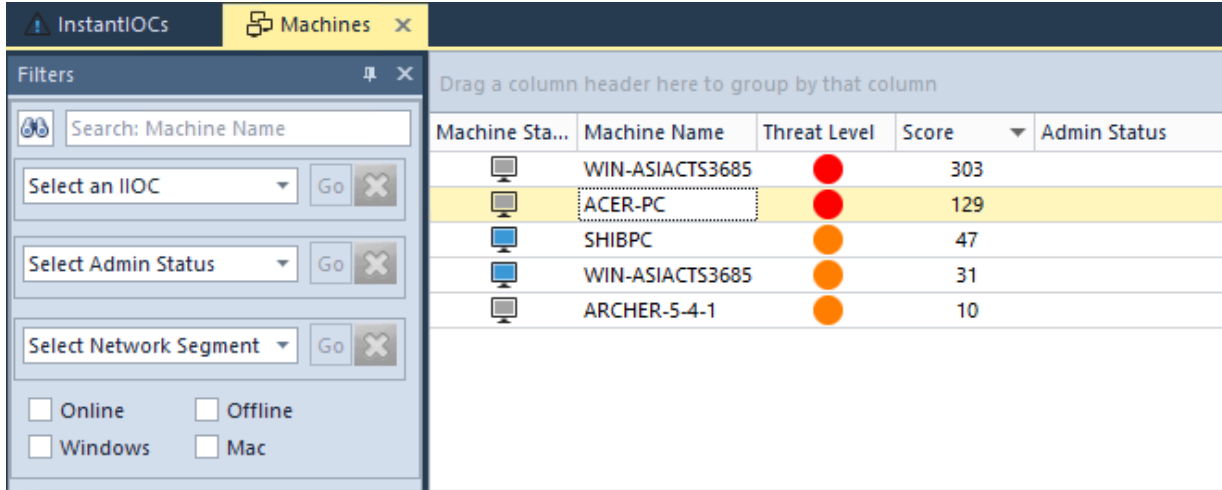 InstantIOCs Machines
Filters
Search: Machine Name
Select an IIOC Go
Select Admin Status Go
Select Network Segment Go
Online Offline
Windows Mac
Drag a column header here to group by that column
Machine Sta... Machine Name Threat Level Score Admin Status
WIN-ASIACTS3685 303
ACER-PC 129
SHIBPC 47
WIN-ASIACTS3685 31
ARCHER-5-4-1 10